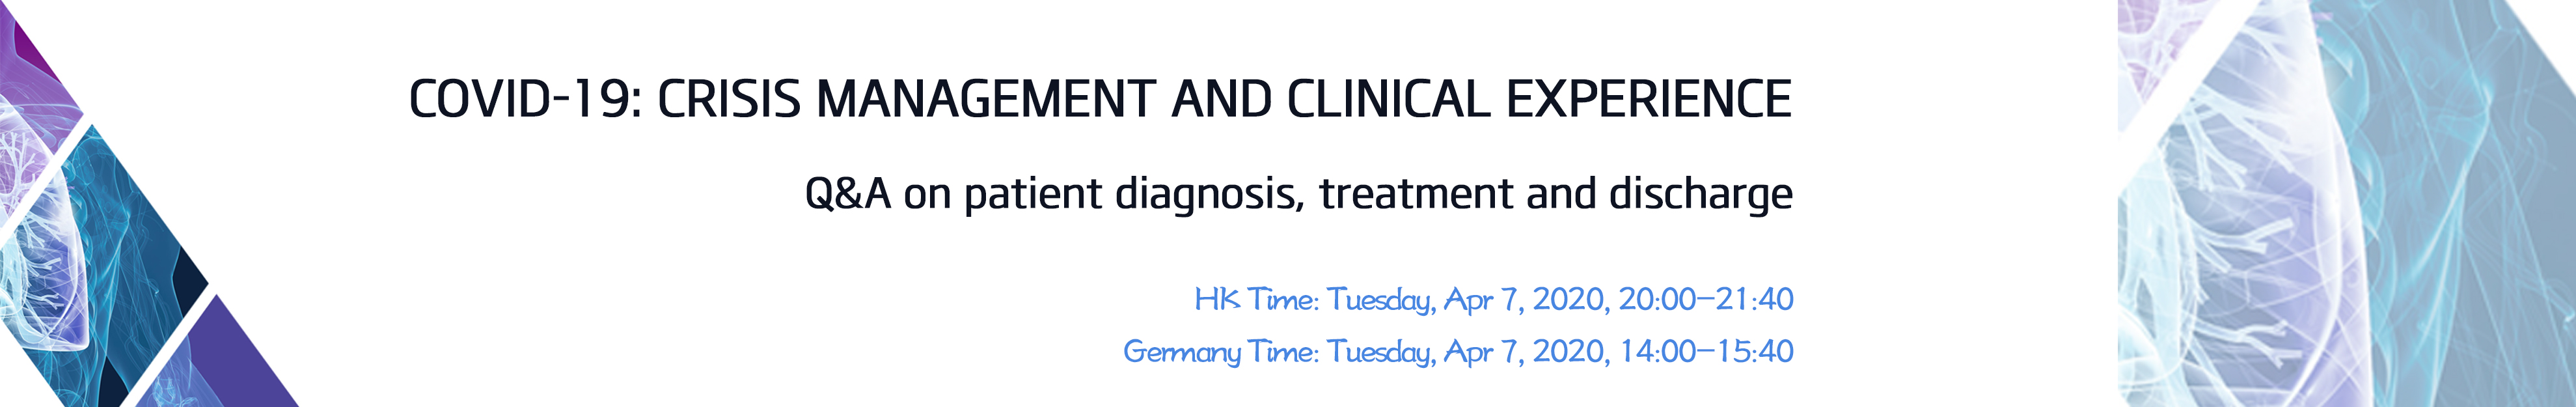 COVID-19: CRISIS MANAGEMENT AND CLINICAL EXPERIENCE
Q&A on patient diagnosis, treatment and discharge
HK Time: Tuesday, Apr 7, 2020, 20:00—21:40
Germany Time: Tuesday, Apr 7, 2020, 14:00—15:40